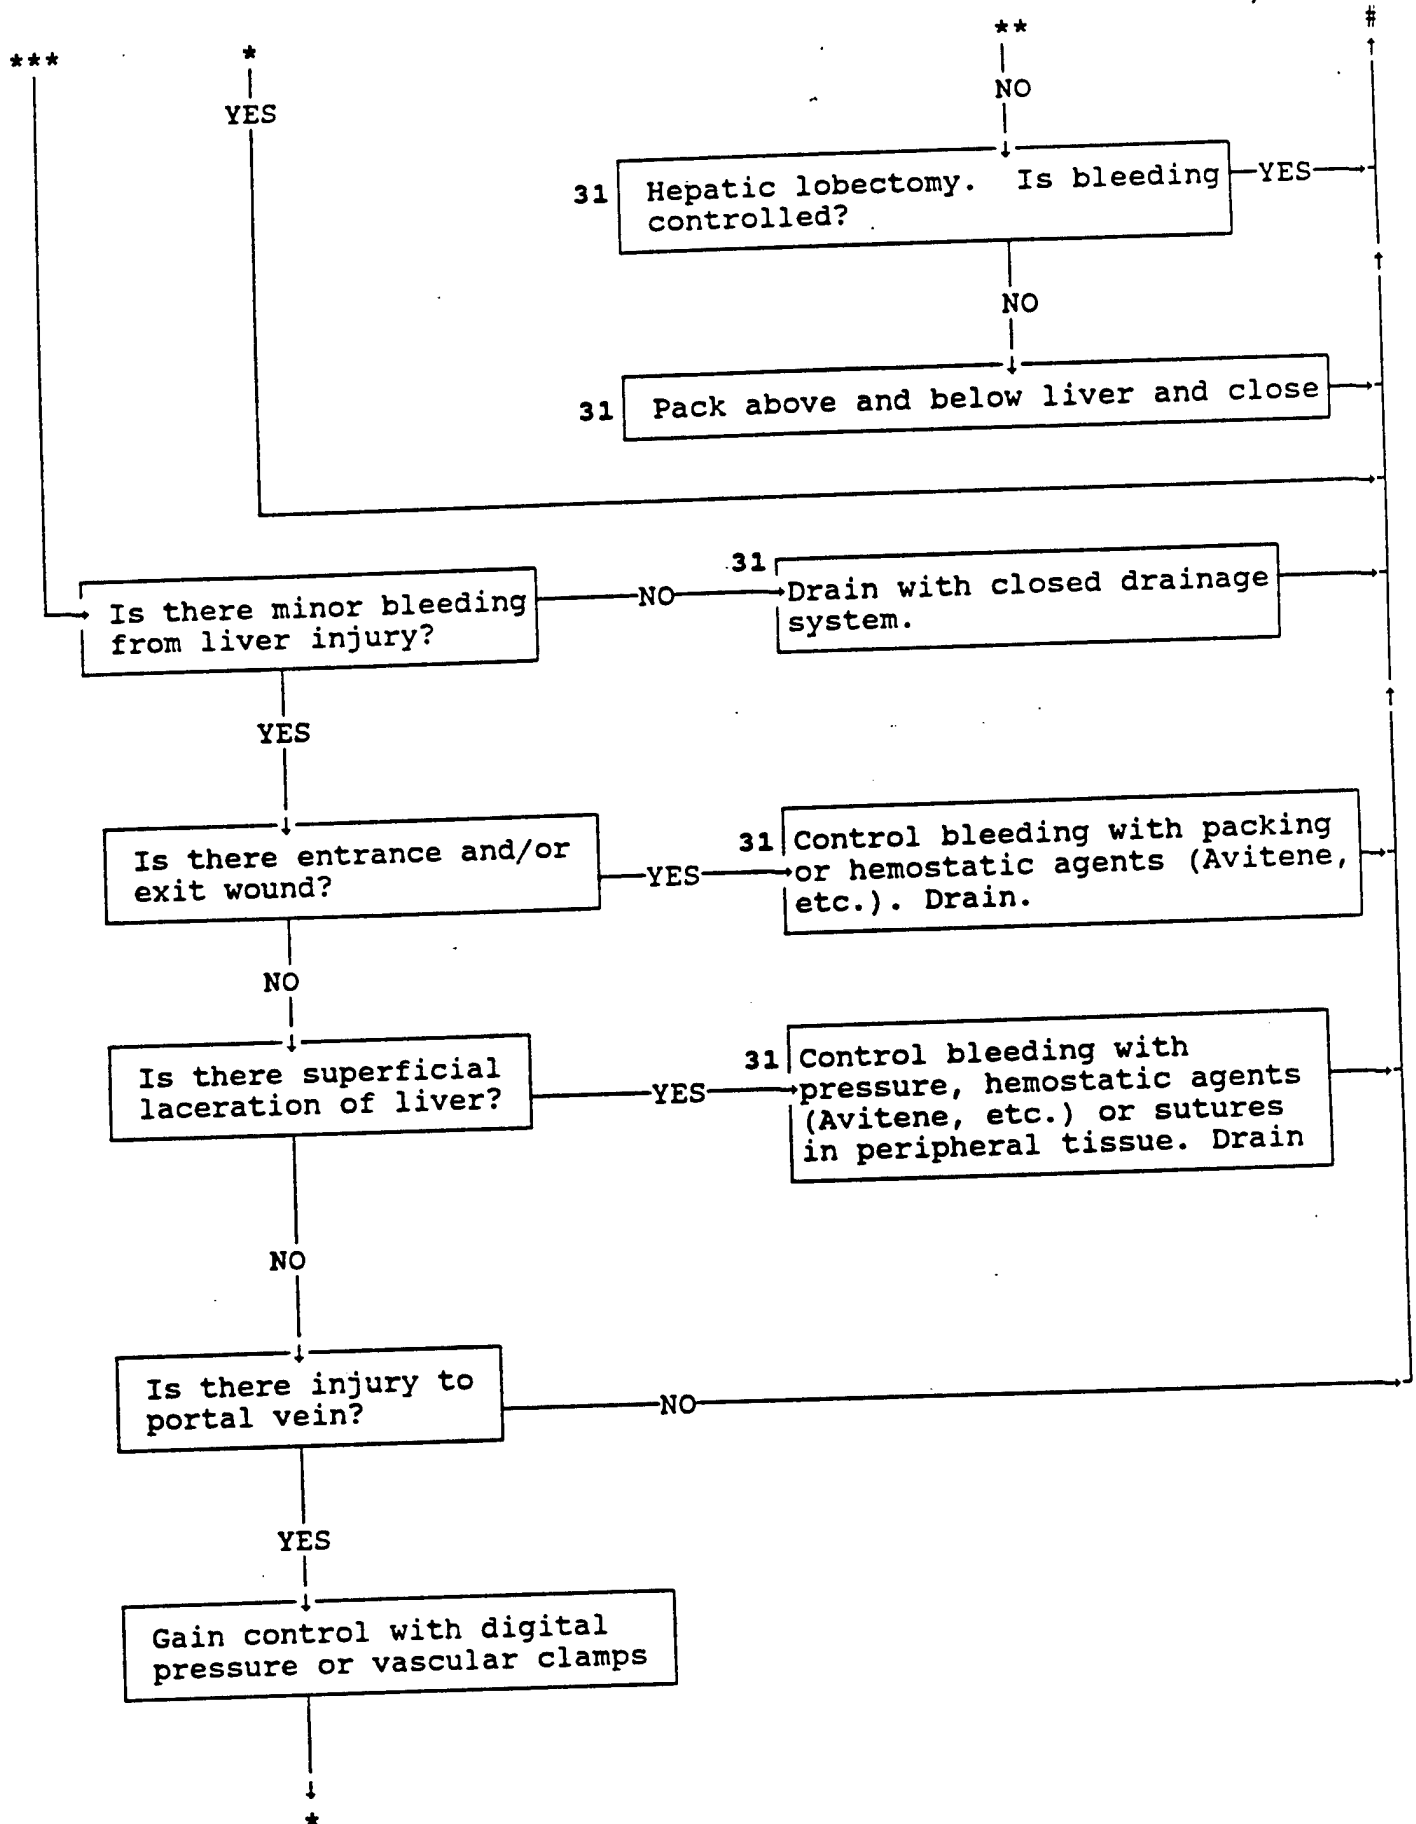 #
**
***
*
NO
YES
31
Hepatic lobectomy. Is bleeding
controlled?
YES
NO
31
Pack above and below liver and close
Is there minor bleeding
from liver injury?
NO
31
Drain with closed drainage
system.
YES
Is there entrance and/or
exit wound?
YES
31
Control bleeding with packing
or hemostatic agents (Avitene,
etc.). Drain.
NO
Is there superficial
laceration of liver?
YES
31
Control bleeding with
pressure, hemostatic agents
(Avitene, etc.) or sutures
in peripheral tissue. Drain
NO
Is there injury to
portal vein?
NO
YES
Gain control with digital
pressure or vascular clamps
*